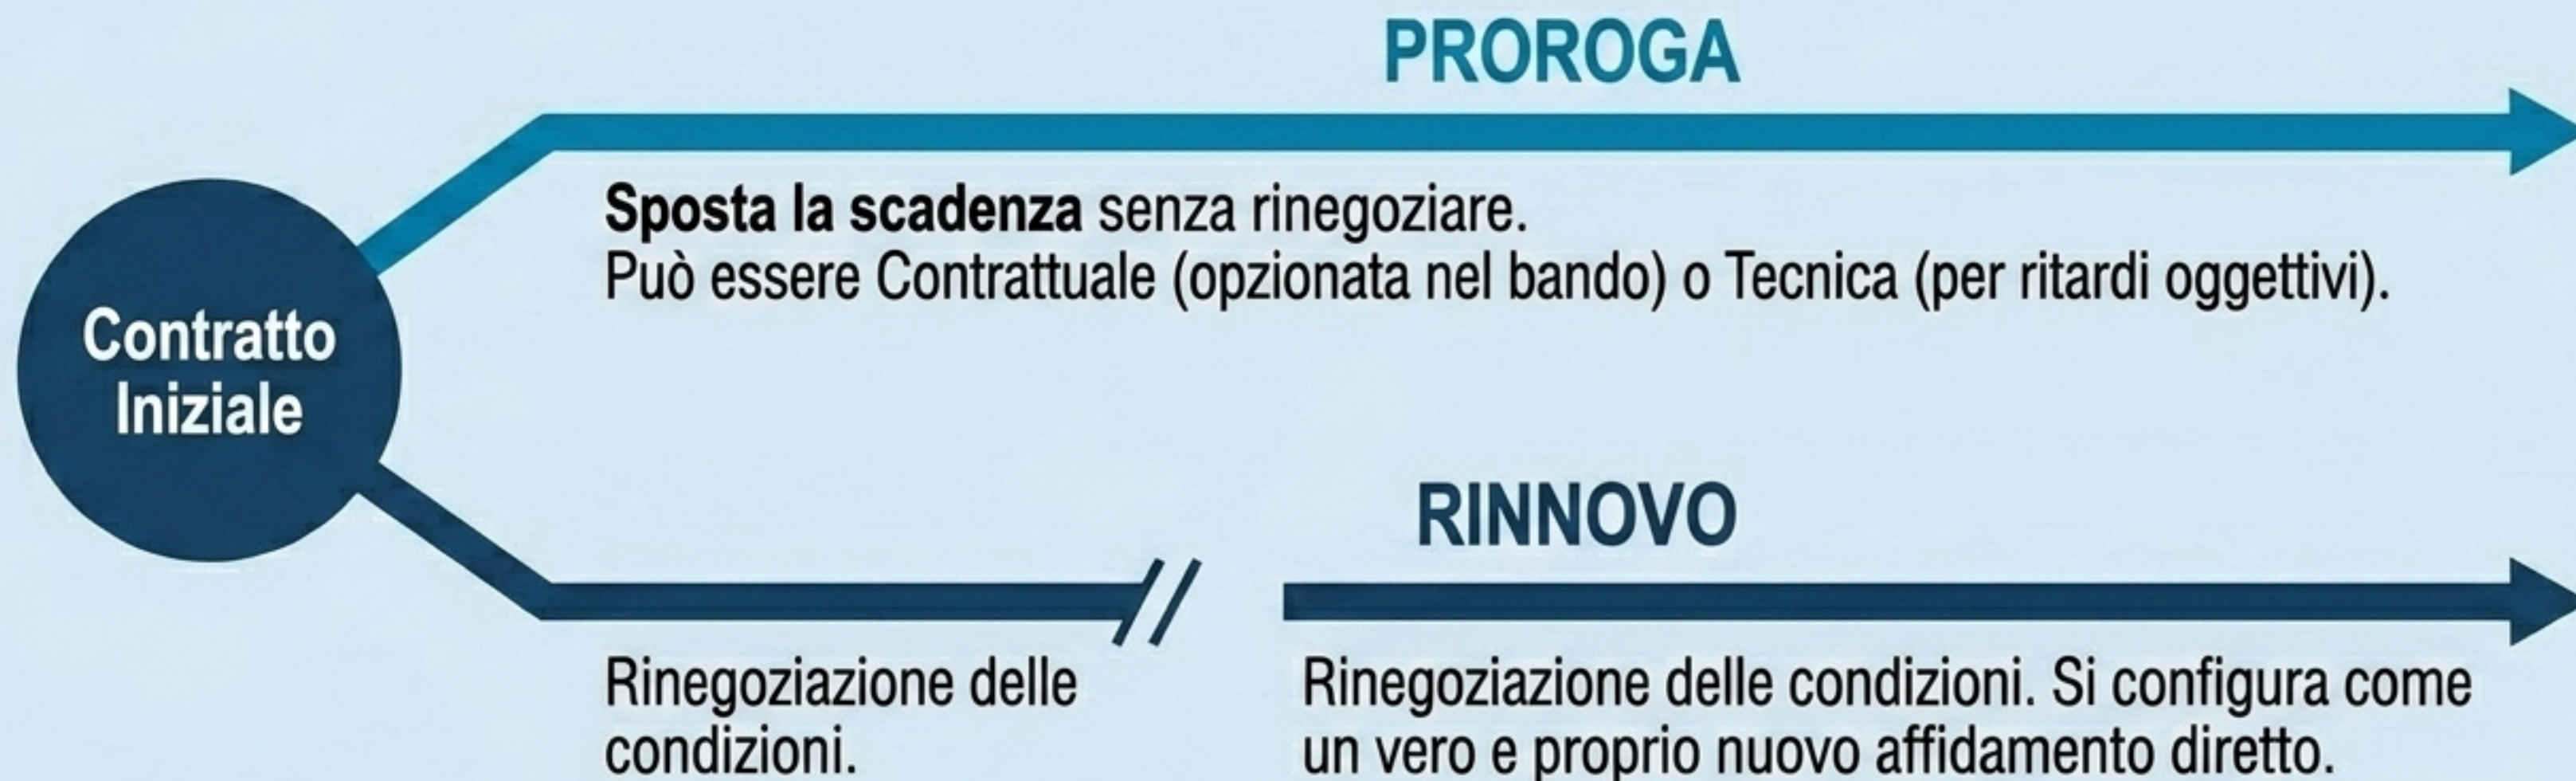 PROROGA
Sposta la scadenza senza rinegoziare.
Può essere Contrattuale (opzionata nel bando) o Tecnica (per ritardi oggettivi).
Contratto
Iniziale
RINNOVO
Rinegoziazione delle
condizioni.
Rinegoziazione delle condizioni. Si configura come
un vero e proprio nuovo affidamento diretto.